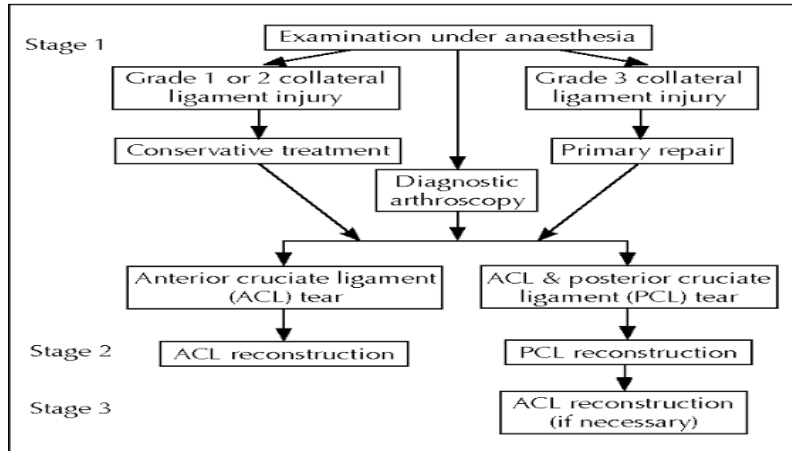 Stage 1
Examination under anaesthesia
Grade 1 or 2 collateral
ligament injury
Grade 3 collateral
ligament injury
Conservative treatment
Primary repair
Diagnostic
arthroscopy
Anterior cruciate ligament
(ACL) tear
ACL & posterior cruciate
ligament (PCL) tear
Stage 2
ACL reconstruction
PCL reconstruction
Stage 3
ACL reconstruction
(if necessary)